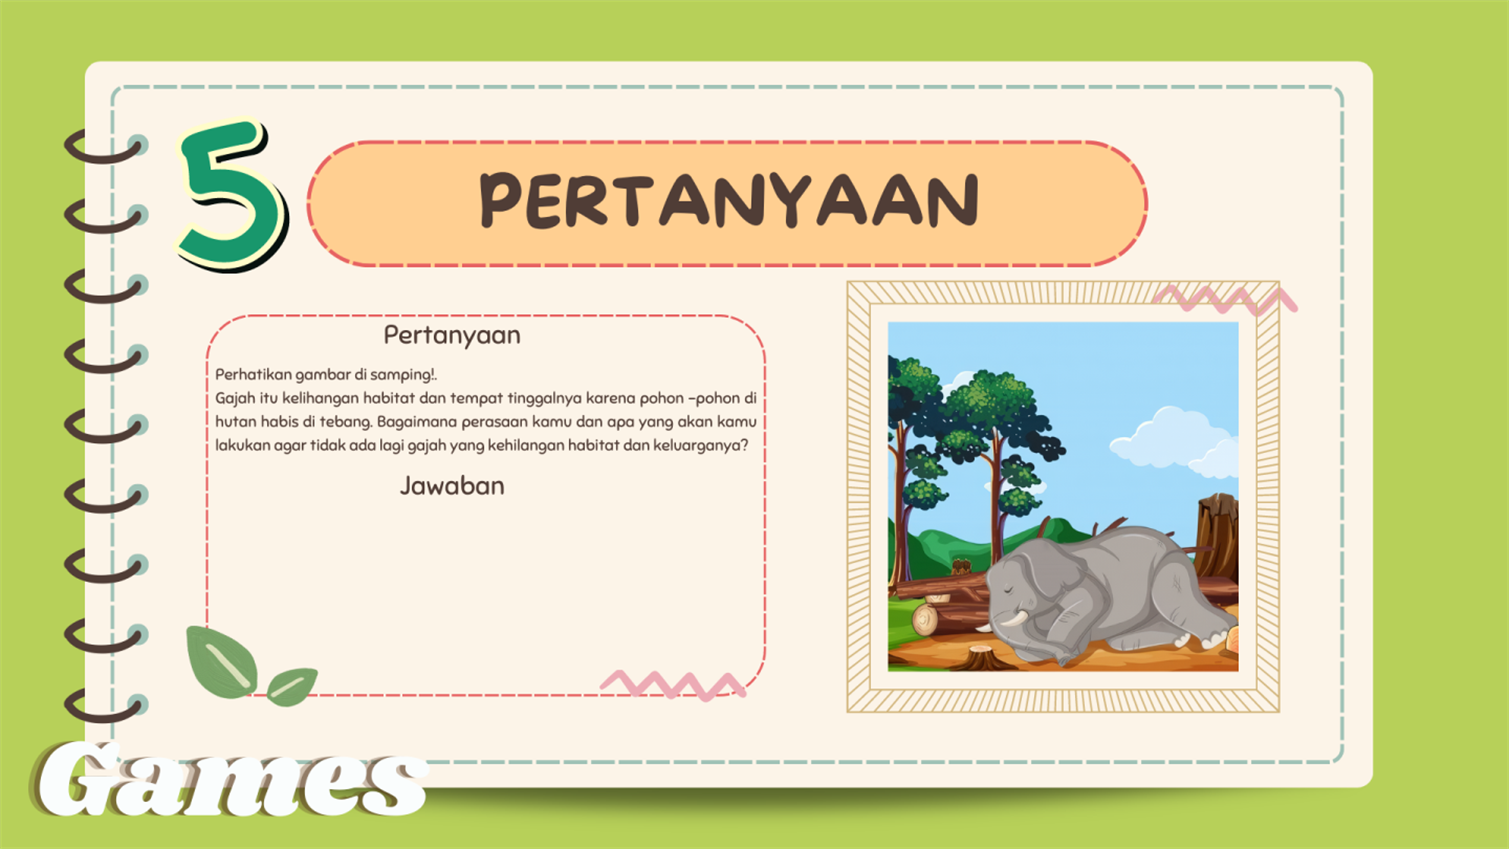 5
PERTANYAAN
Pertanyaan
Perhatikan gambar di samping!.
Gajah itu kelihangan habitat dan tempat tinggalnya karena pohon -pohon di
hutan habis di tebang. Bagaimana perasaan kamu dan apa yang akan kamu
lakukan agar tidak ada lagi gajah yang kehilangan habitat dan keluarganya?
Jawaban
Games